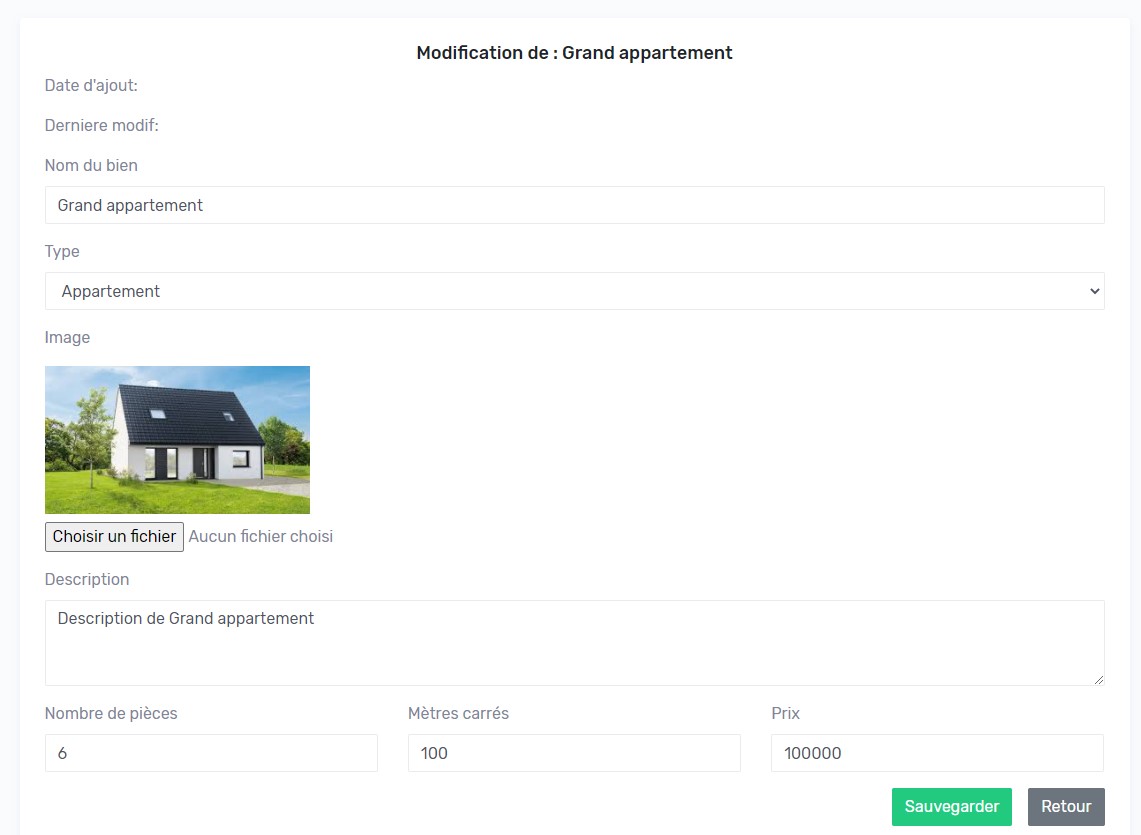 Modification de : Grand appartement
Date d'ajout:
Derniere modif:
Nom du bien
Grand appartement
Type
Appartement
Image
Choisir un fichier Aucun fichier choisi
Description
Description de Grand appartement
Nombre de pièces Mètres carrés Prix
6 100 100000
Sauvegarder Retour